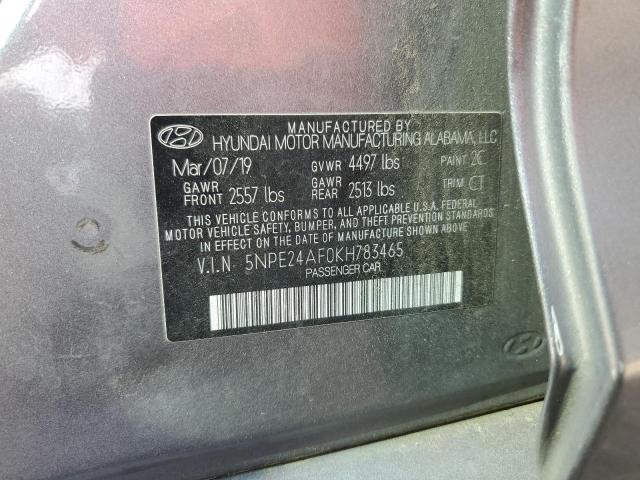 MANUFACTURED BY
HYUNDAI MOTOR MANUFACTURING ALABAMA, LLC
Mar/07/19 GVWR 4497 lbs PAINT 2C
GAWR FRONT 2557 lbs GAWR REAR 2513 lbs TRIM CT
THIS VEHICLE CONFORMS TO ALL APPLICABLE U.S.A. FEDERAL
MOTOR VEHICLE SAFETY, BUMPER, AND THEFT PREVENTION
STANDARDS IN EFFECT ON THE DATE OF MANUFACTURE SHOWN ABOVE.
V.I.N 5NPE24AF0KH783465
PASSENGER CAR